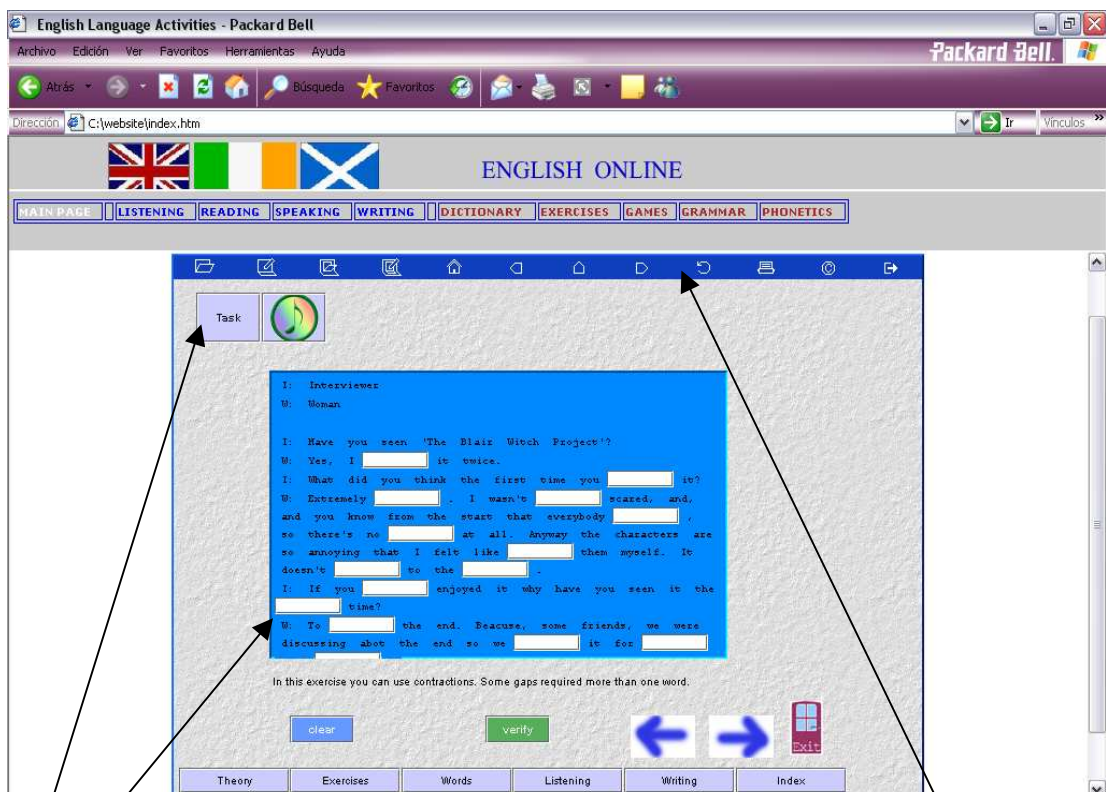 English Language Activities - Packard Bell
Archivo Edición Ver Favoritos Herramientas Ayuda
Packard Bell.
Atrás Búsqueda Favoritos
Dirección C:\website\index.htm Ir Vínculos »
ENGLISH ONLINE
MAIN PAGE LISTENING READING SPEAKING WRITING DICTIONARY EXERCISES GAMES GRAMMAR PHONETICS
Task
I: Interviewer
W: Woman
I: Have you seen 'The Blair Witch Project'?
W: Yes, I it twice.
I: What did you think the first time you it?
W: Extremely . I wasn't scared, and,
and you know from the start that everybody ,
so there's no at all. Anyway the characters are
so annoying that I felt like them myself. It
doesn't to the .
I: If you enjoyed it why have you seen it the
time?
W: To the end. Beacuse, some friends, we were
discussing abot the end so we it for
In this exercise you can use contractions. Some gaps required more than one word.
clear verify
Exit
Theory Exercises Words Listening Writing Index